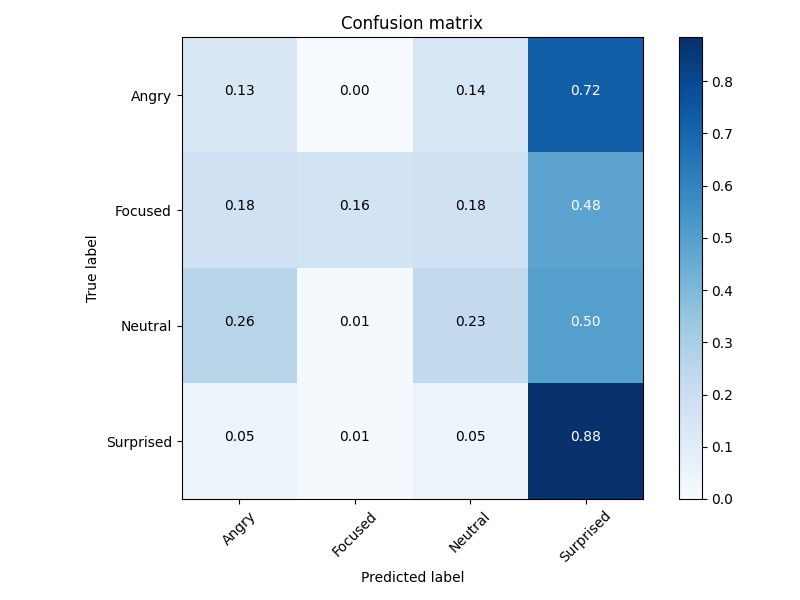 Confusion matrix
True label
Angry 0.13 0.00 0.14 0.72
Focused 0.18 0.16 0.18 0.48
Neutral 0.26 0.01 0.23 0.50
Surprised 0.05 0.01 0.05 0.88
Angry Focused Neutral Surprised
Predicted label
0.8
0.7
0.6
0.5
0.4
0.3
0.2
0.1
0.0